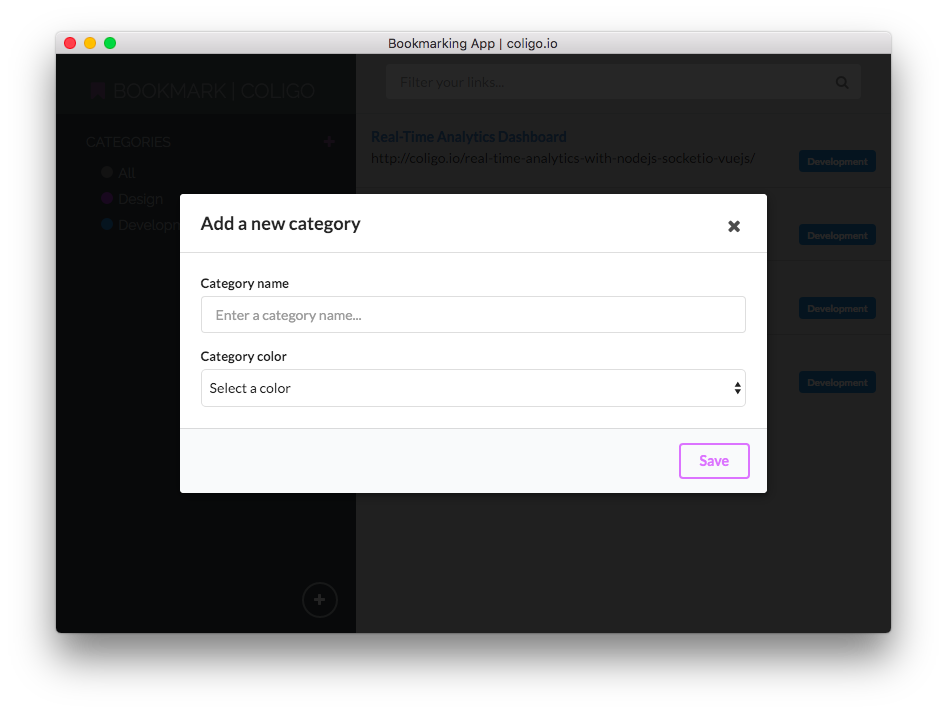 Bookmarking App | coligo.io
BOOKMARK | COLIGO
Filter your links...
CATEGORIES
All
Design
Developm
Real-Time Analytics Dashboard
http://coligo.io/real-time-analytics-with-nodejs-socketio-vuejs/
Development
Development
Development
Development
Add a new category
Category name
Enter a category name...
Category color
Select a color
Save